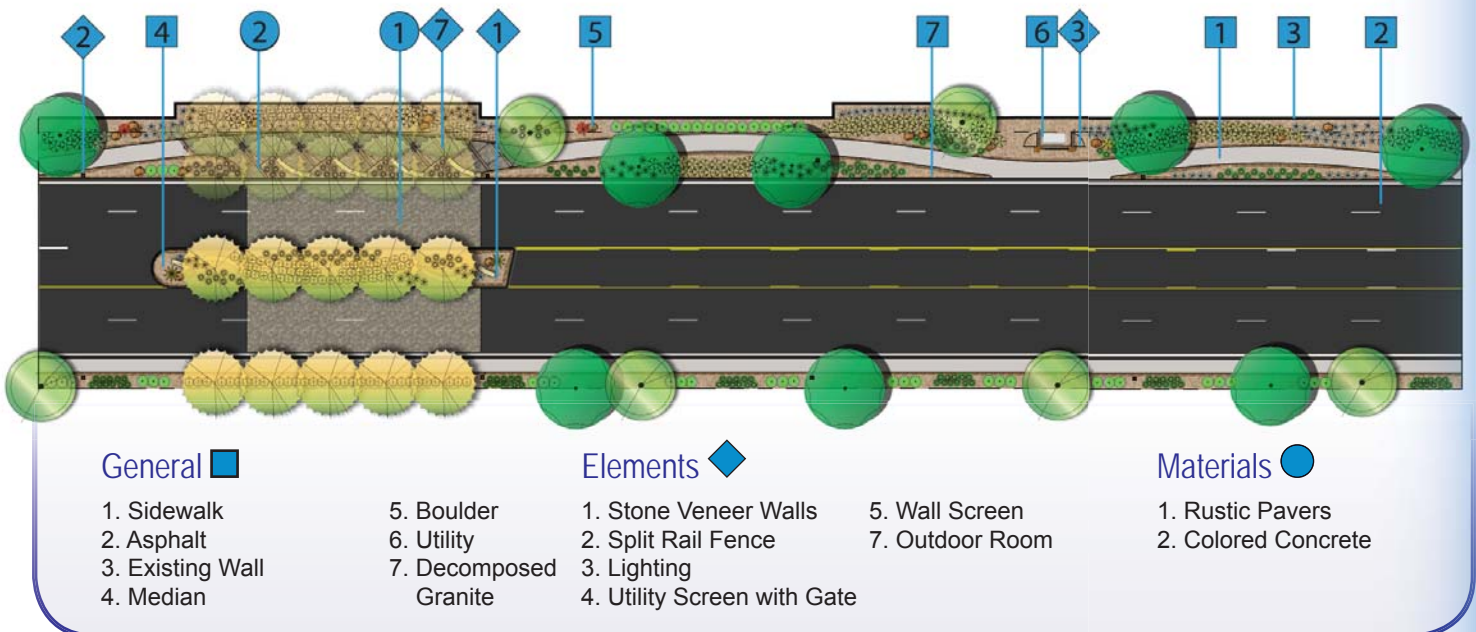 2 4 2 1 7 1 5 7 6 3 1 3 2
General
1. Sidewalk
2. Asphalt
3. Existing Wall
4. Median
5. Boulder
6. Utility
7. Decomposed
Granite
Elements
1. Stone Veneer Walls
2. Split Rail Fence
3. Lighting
4. Utility Screen with Gate
5. Wall Screen
7. Outdoor Room
Materials
1. Rustic Pavers
2. Colored Concrete